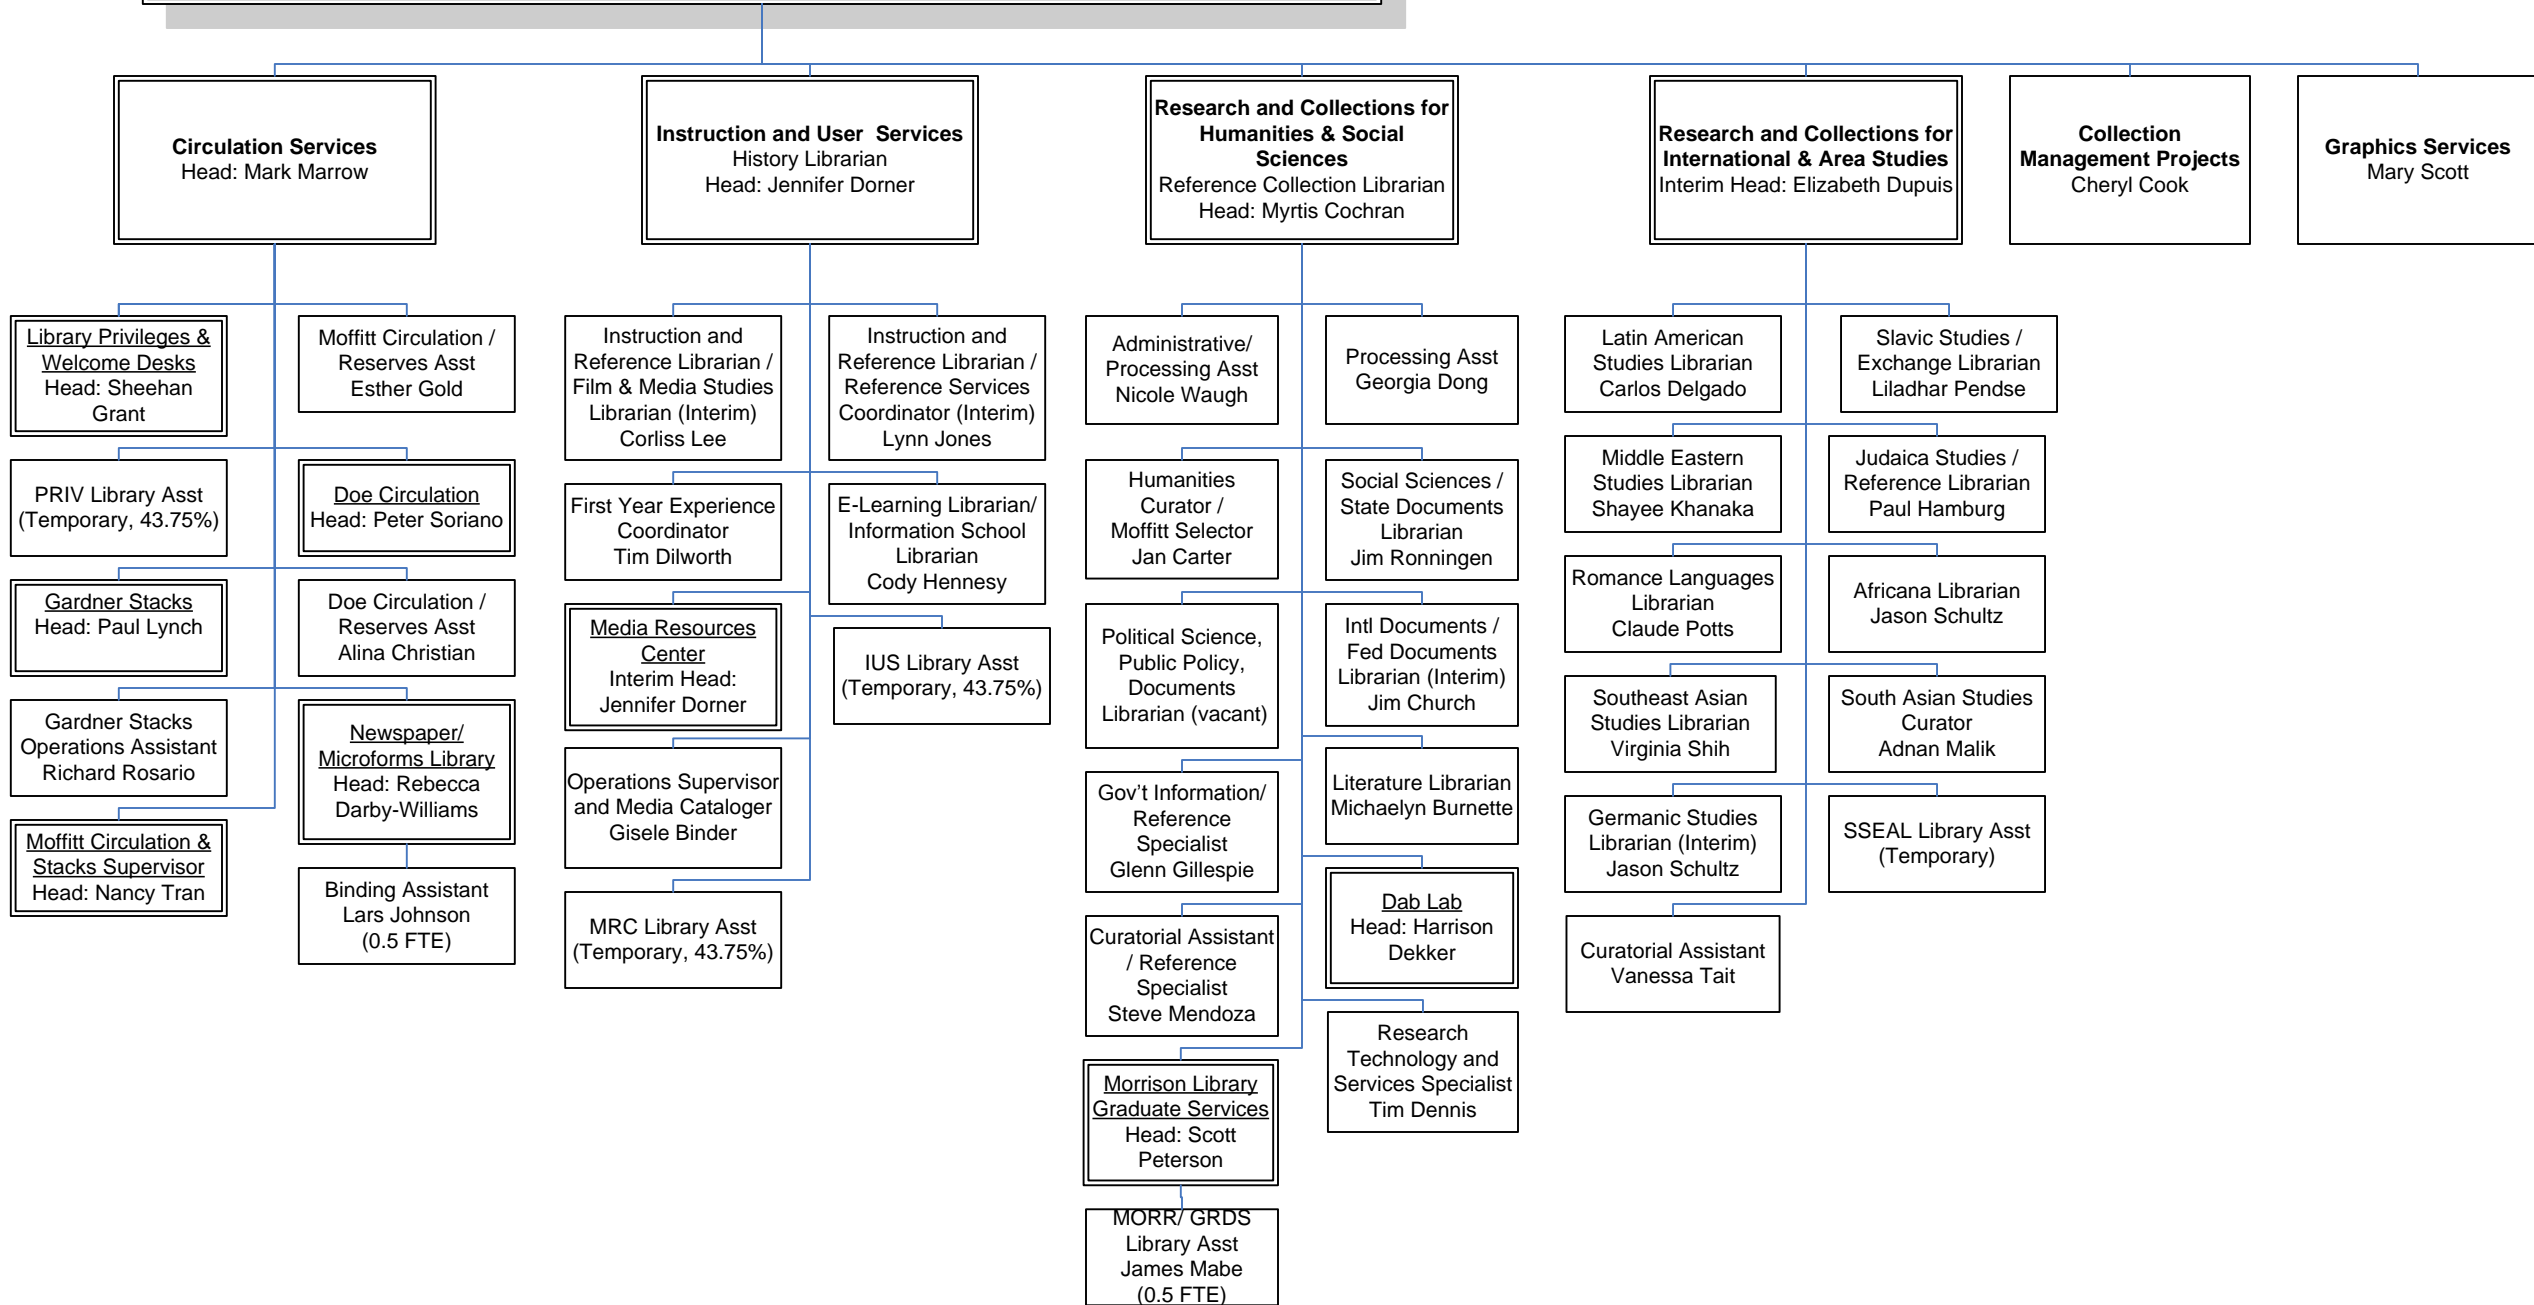 Circulation Services
Head: Mark Marrow
Instruction and User  Services
History Librarian
Head: Jennifer Dorner
Research and Collections for
Humanities & Social
Sciences
Reference Collection Librarian
Head: Myrtis Cochran
Research and Collections for
International & Area Studies
Interim Head: Elizabeth Dupuis
Collection
Management Projects
Cheryl Cook
Graphics Services
Mary Scott
Library Privileges &
Welcome Desks
Head: Sheehan
Grant
Moffitt Circulation /
Reserves Asst
Esther Gold
PRIV Library Asst
(Temporary, 43.75%)
Doe Circulation
Head: Peter Soriano
Gardner Stacks
Head: Paul Lynch
Doe Circulation /
Reserves Asst
Alina Christian
Gardner Stacks
Operations Assistant
Richard Rosario
Newspaper/
Microforms Library
Head: Rebecca
Darby-Williams
Moffitt Circulation &
Stacks Supervisor
Head: Nancy Tran
Binding Assistant
Lars Johnson
(0.5 FTE)
Instruction and
Reference Librarian /
Film & Media Studies
Librarian (Interim)
Corliss Lee
Instruction and
Reference Librarian /
Reference Services
Coordinator (Interim)
Lynn Jones
First Year Experience
Coordinator
Tim Dilworth
E-Learning Librarian/
Information School
Librarian
Cody Hennesy
Media Resources
Center
Interim Head:
Jennifer Dorner
IUS Library Asst
(Temporary, 43.75%)
Operations Supervisor
and Media Cataloger
Gisele Binder
MRC Library Asst
(Temporary, 43.75%)
Administrative/
Processing Asst
Nicole Waugh
Processing Asst
Georgia Dong
Humanities
Curator /
Moffitt Selector
Jan Carter
Social Sciences /
State Documents
Librarian
Jim Ronningen
Political Science,
Public Policy,
Documents
Librarian (vacant)
Intl Documents /
Fed Documents
Librarian (Interim)
Jim Church
Gov’t Information/
Reference
Specialist
Glenn Gillespie
Literature Librarian
Michaelyn Burnette
Curatorial Assistant
/ Reference
Specialist
Steve Mendoza
Dab Lab
Head: Harrison
Dekker
Morrison Library
Graduate Services
Head: Scott
Peterson
Research
Technology and
Services Specialist
Tim Dennis
MORR/ GRDS
Library Asst
James Mabe
(0.5 FTE)
Latin American
Studies Librarian
Carlos Delgado
Slavic Studies /
Exchange Librarian
Liladhar Pendse
Middle Eastern
Studies Librarian
Shayee Khanaka
Judaica Studies /
Reference Librarian
Paul Hamburg
Romance Languages
Librarian
Claude Potts
Africana Librarian
Jason Schultz
Southeast Asian
Studies Librarian
Virginia Shih
South Asian Studies
Curator
Adnan Malik
Germanic Studies
Librarian (Interim)
Jason Schultz
SSEAL Library Asst
(Temporary)
Curatorial Assistant
Vanessa Tait